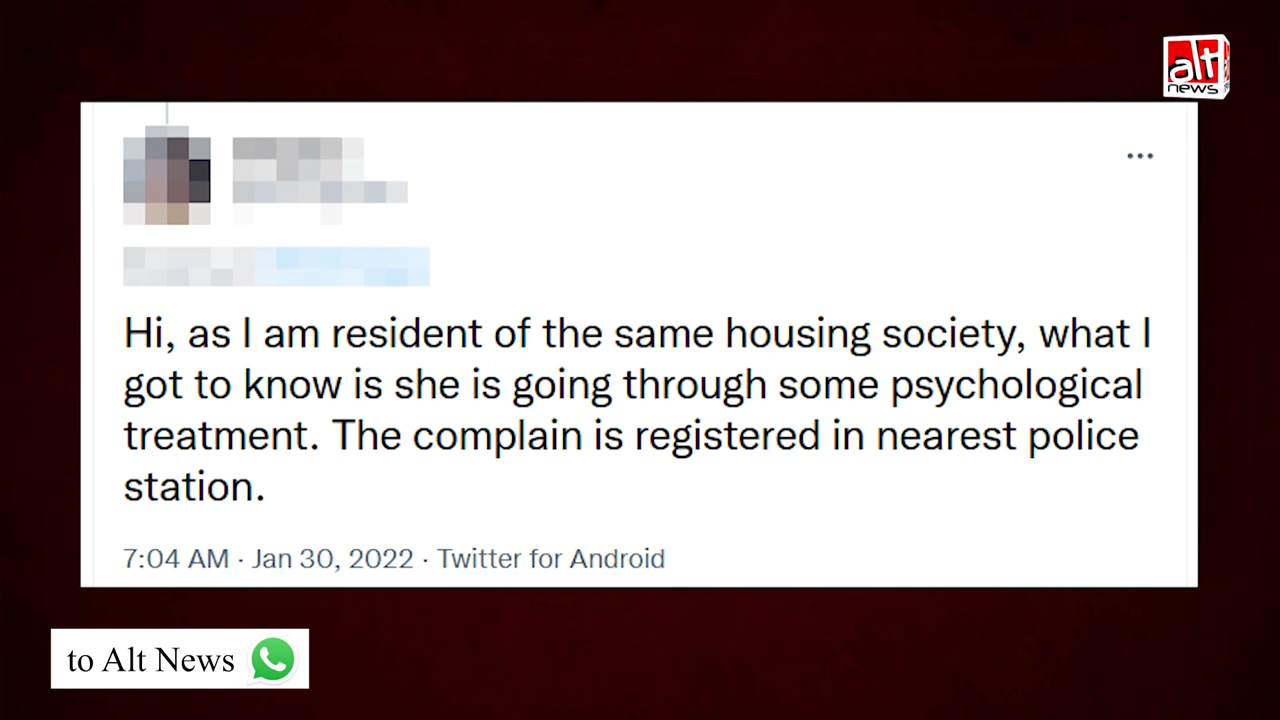 alt
news
Hi, as I am resident of the same housing society, what I
got to know is she is going through some psychological
treatment. The complain is registered in nearest police
station.
7:04 AM · Jan 30, 2022 · Twitter for Android
to Alt News